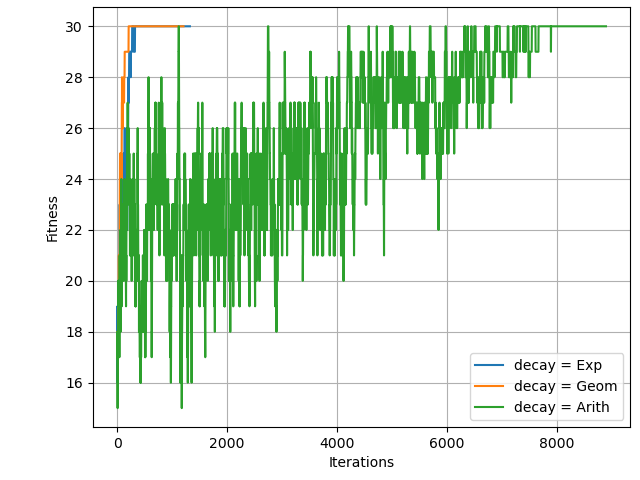 30
28
26
24
22
20
18
16
Fitness
0
2000
4000
6000
8000
Iterations
decay = Exp
decay = Geom
decay = Arith